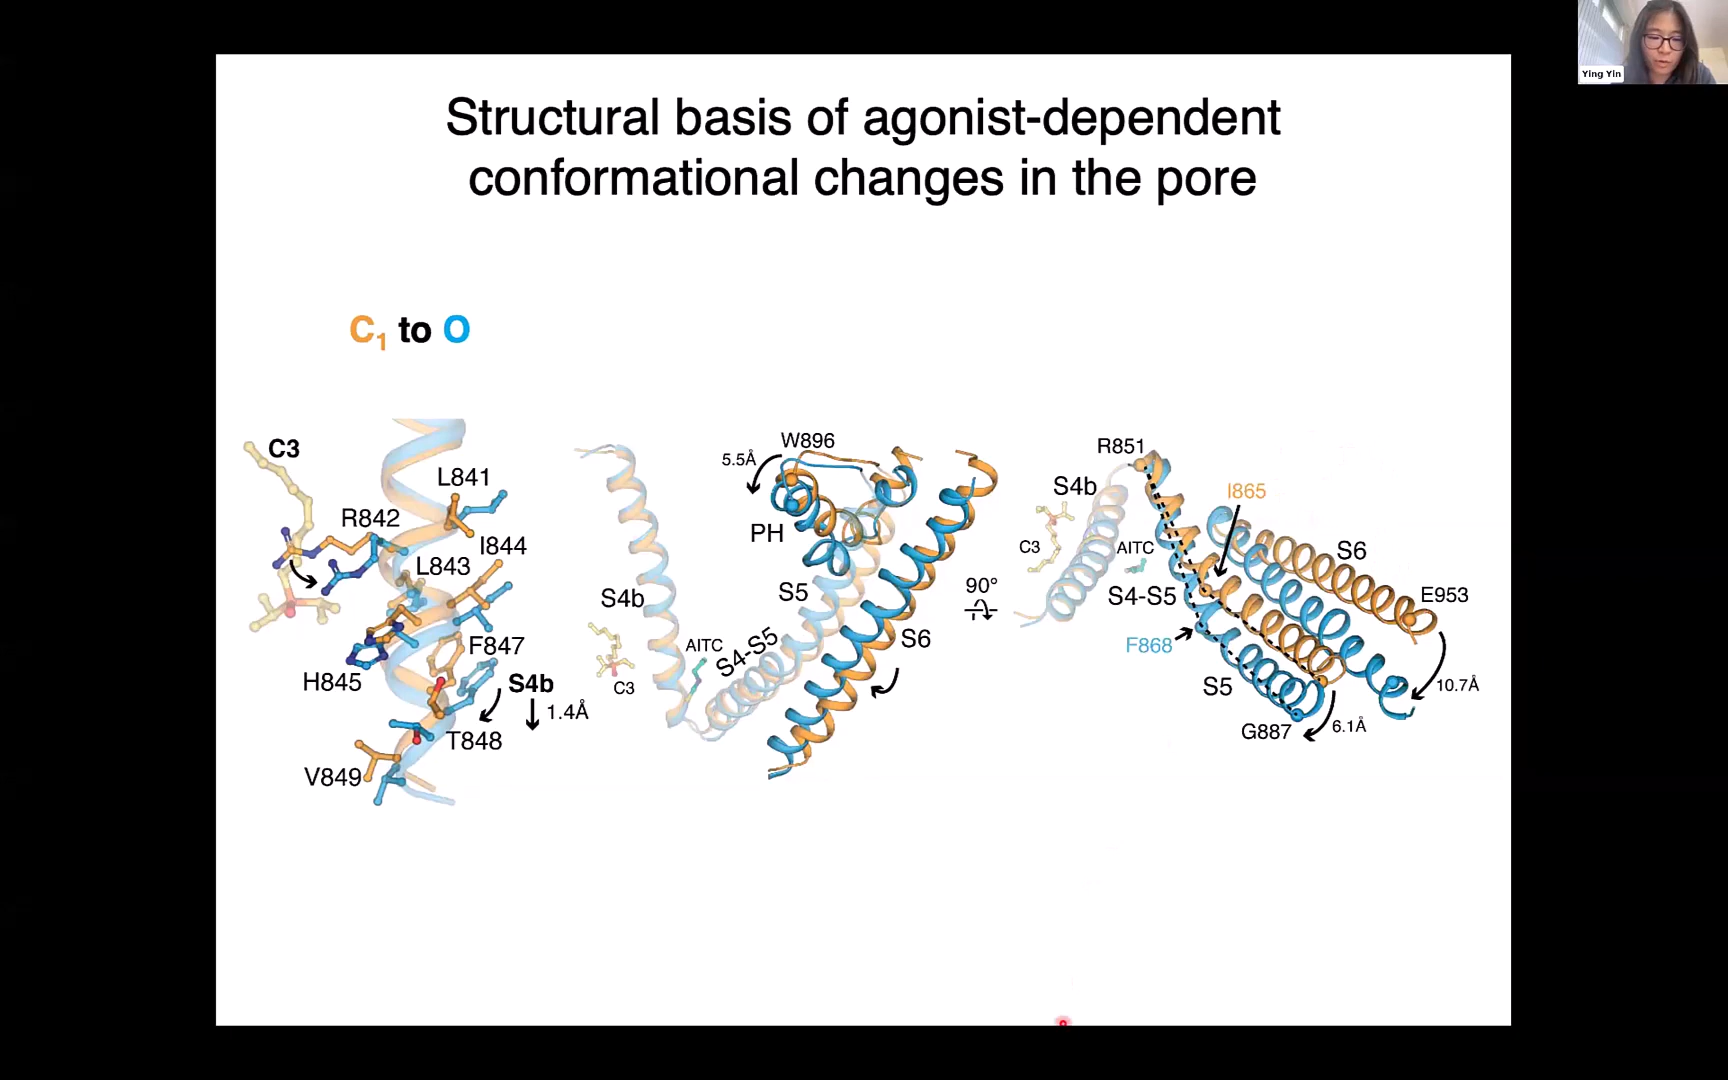 Ying Yin
Structural basis of agonist-dependent
conformational changes in the pore
C₁ to O
C3
L841
R842
I844
L843
F847
H845
S4b
1.4Å
T848
V849
W896
5.5Å
PH
S5
S4b
S6
AITC
S4-S5
C3
90°
R851
S4b
I865
C3
AITC
S6
S4-S5
E953
F868
S5
10.7Å
G887
6.1Å